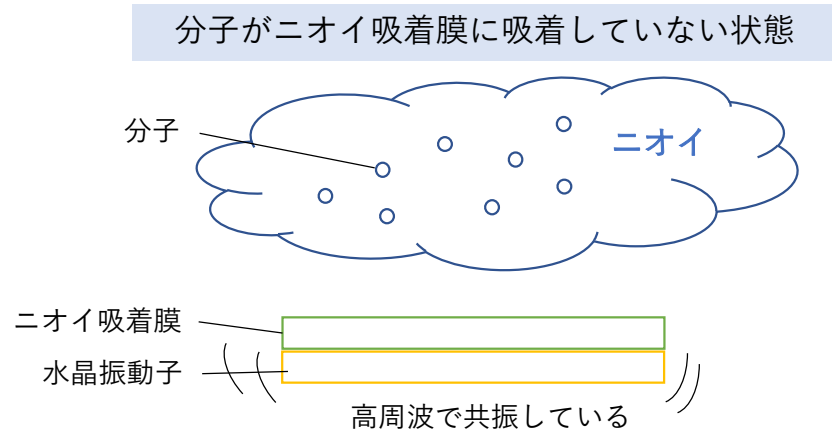 分子がニオイ吸着膜に吸着していない状態
分子
ニオイ
ニオイ吸着膜
水晶振動子
高周波で共振している